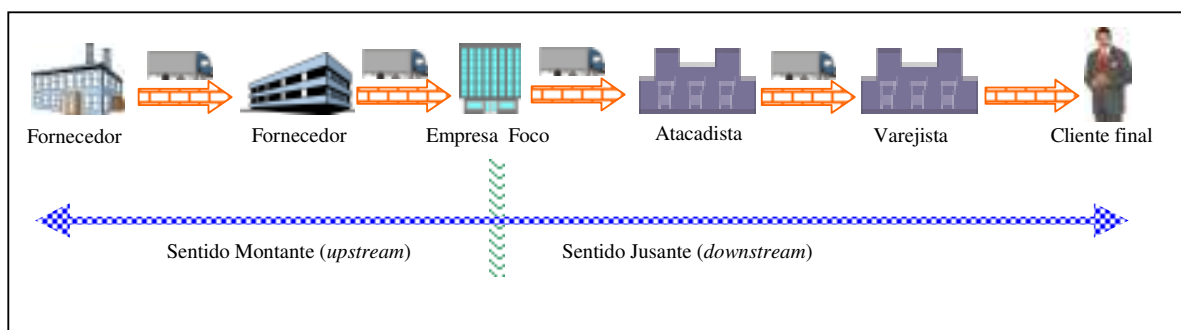 Fornecedor
Fornecedor
Empresa Foco
Atacadista
Varejista
Cliente final
Sentido Montante (upstream)
Sentido Jusante (downstream)